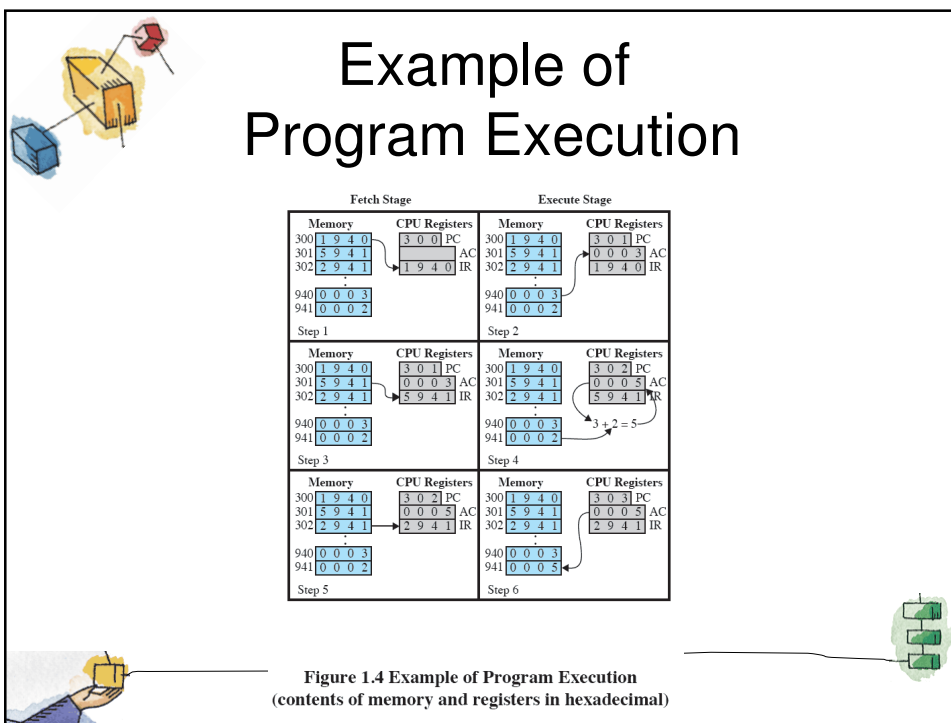 Example of
Program Execution
Fetch Stage Execute Stage
Memory CPU Registers
300 1 9 4 0 3 0 0 PC
301 5 9 4 1 AC
302 2 9 4 1 1 9 4 0 IR
940 0 0 0 3
941 0 0 0 2
Step 1
Memory CPU Registers
300 1 9 4 0 3 0 1 PC
301 5 9 4 1 0 0 0 3 AC
302 2 9 4 1 1 9 4 0 IR
940 0 0 0 3
941 0 0 0 2
Step 2
Memory CPU Registers
300 1 9 4 0 3 0 1 PC
301 5 9 4 1 0 0 0 3 AC
302 2 9 4 1 5 9 4 1 IR
940 0 0 0 3
941 0 0 0 2
Step 3
Memory CPU Registers
300 1 9 4 0 3 0 2 PC
301 5 9 4 1 0 0 0 5 AC
302 2 9 4 1 5 9 4 1 IR
940 0 0 0 3 3 + 2 = 5
941 0 0 0 2
Step 4
Memory CPU Registers
300 1 9 4 0 3 0 2 PC
301 5 9 4 1 0 0 0 5 AC
302 2 9 4 1 2 9 4 1 IR
940 0 0 0 3
941 0 0 0 2
Step 5
Memory CPU Registers
300 1 9 4 0 3 0 3 PC
301 5 9 4 1 0 0 0 5 AC
302 2 9 4 1 2 9 4 1 IR
940 0 0 0 3
941 0 0 0 5
Step 6
Figure 1.4 Example of Program Execution
(contents of memory and registers in hexadecimal)